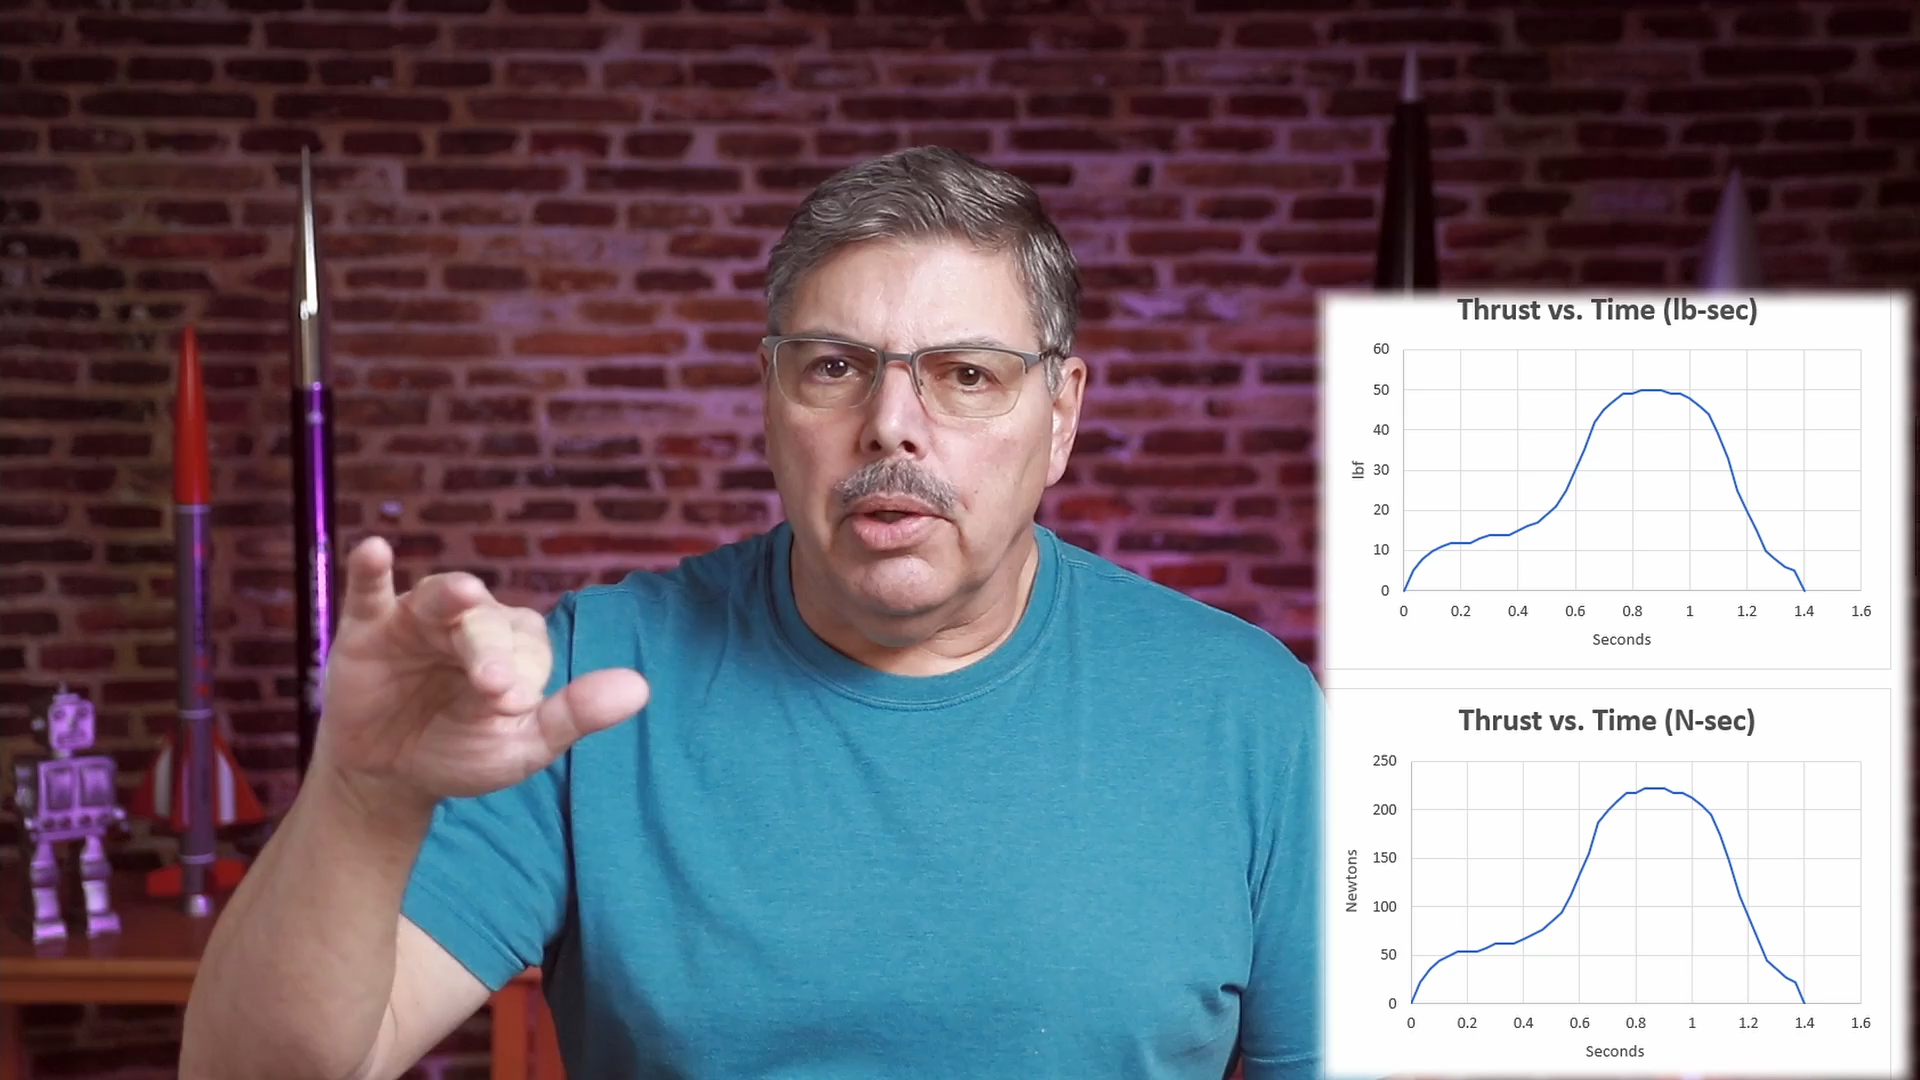 Thrust vs. Time (lb-sec)
60
50
40
30
20
10
0
lbf
0 0.2 0.4 0.6 0.8 1 1.2 1.4 1.6
Seconds
Thrust vs. Time (N-sec)
250
200
150
100
50
0
Newtons
0 0.2 0.4 0.6 0.8 1 1.2 1.4 1.6
Seconds